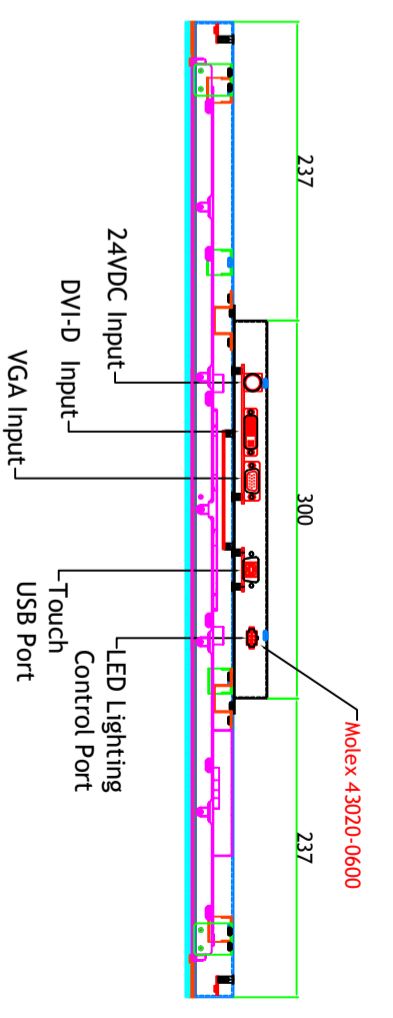 237
300
237
24VDC Input
DVI-D Input
VGA Input
Touch
USB Port
LED Lighting
Control Port
Molex 43020-0600